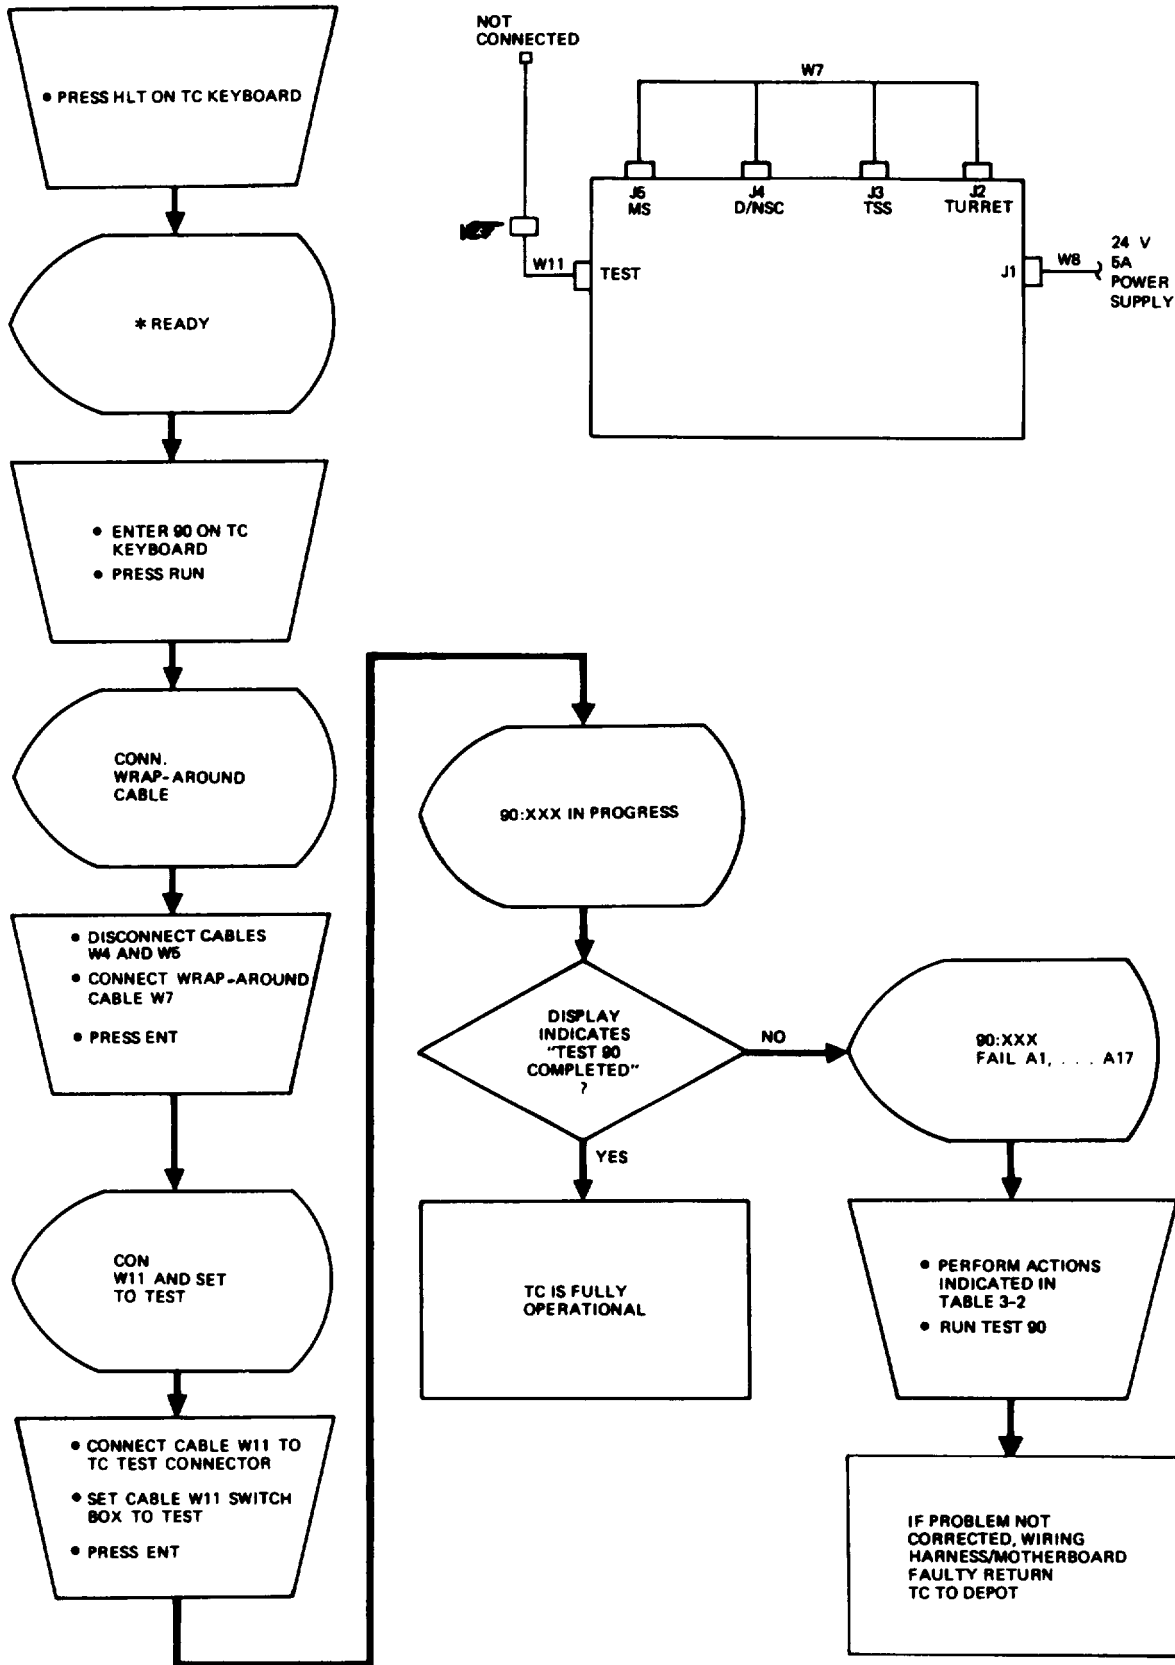 • PRESS HLT ON TC KEYBOARD
* READY
• ENTER 90 ON TC
KEYBOARD
• PRESS RUN
CONN.
WRAP-AROUND
CABLE
• DISCONNECT CABLES
W4 AND W5
• CONNECT WRAP-AROUND
CABLE W7
• PRESS ENT
CON
W11 AND SET
TO TEST
• CONNECT CABLE W11 TO
TC TEST CONNECTOR
• SET CABLE W11 SWITCH
BOX TO TEST
• PRESS ENT
NOT
CONNECTED
W7
J5
MS
J4
D/NSC
J3
TSS
J2
TURRET
W11
TEST
J1
W8
24 V
5A
POWER
SUPPLY
90:XXX IN PROGRESS
DISPLAY
INDICATES
"TEST 90
COMPLETED"
?
NO
YES
TC IS FULLY
OPERATIONAL
90:XXX
FAIL A1, . . . A17
• PERFORM ACTIONS
INDICATED IN
TABLE 3-2
• RUN TEST 90
IF PROBLEM NOT
CORRECTED, WIRING
HARNESS/MOTHERBOARD
FAULTY RETURN
TC TO DEPOT